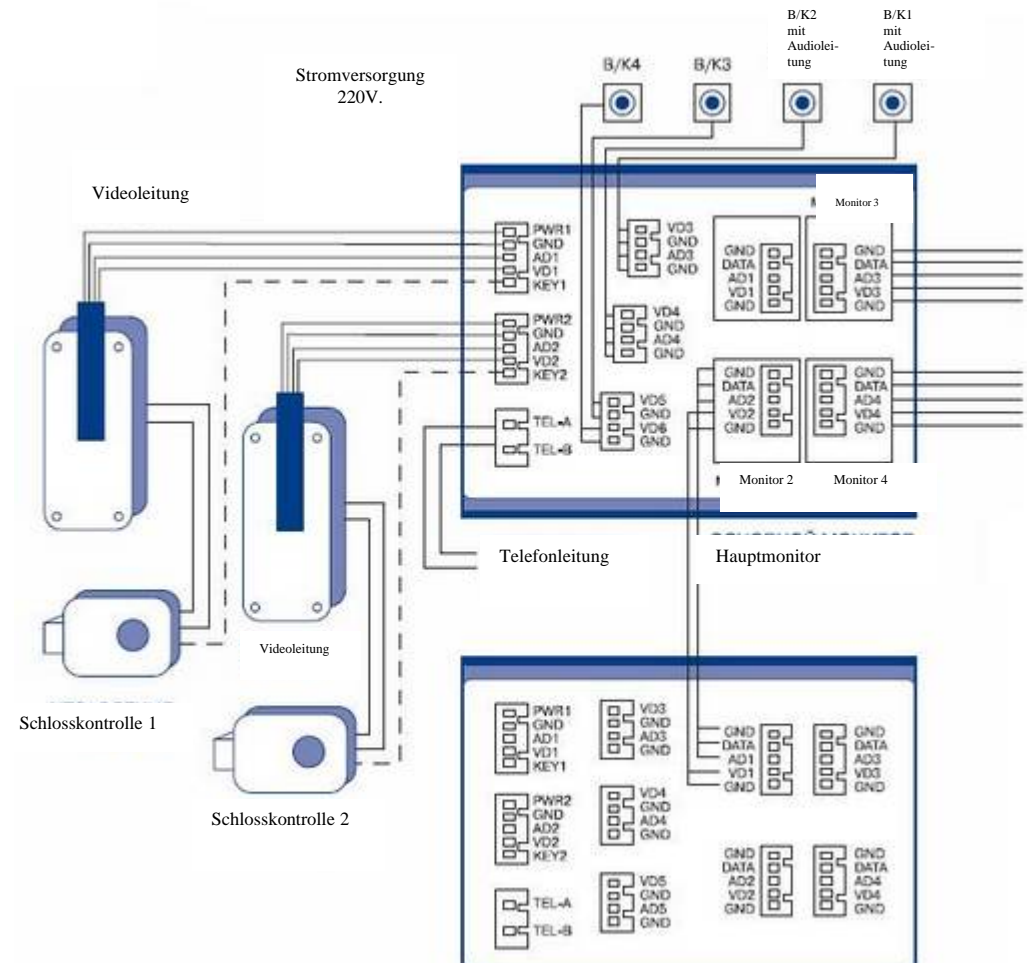 B/K2
mit
Audiolei-
tung
B/K1
mit
Audiolei-
tung
Stromversorgung
220V.
B/K4
B/K3
Videoleitung
Monitor 3
PWR1
GND
AD1
VD1
KEY1
VD3
GND
AD3
GND
GND
DATA
AD1
VD1
GND
GND
DATA
AD3
VD3
GND
PWR2
GND
AD2
VD2
KEY2
VD4
GND
AD4
GND
GND
DATA
AD2
VD2
GND
GND
DATA
AD4
VD4
GND
TEL-A
TEL-B
VD5
GND
VD6
GND
Monitor 2
Monitor 4
Telefonleitung
Hauptmonitor
Videoleitung
Schlosskontrolle 1
Schlosskontrolle 2
PWR1
GND
AD1
VD1
KEY1
VD3
GND
AD3
GND
GND
DATA
AD1
VD1
GND
GND
DATA
AD3
VD3
GND
PWR2
GND
AD2
VD2
KEY2
VD4
GND
AD4
GND
GND
DATA
AD2
VD2
GND
GND
DATA
AD4
VD4
GND
TEL-A
TEL-B
VD5
GND
AD5
GND